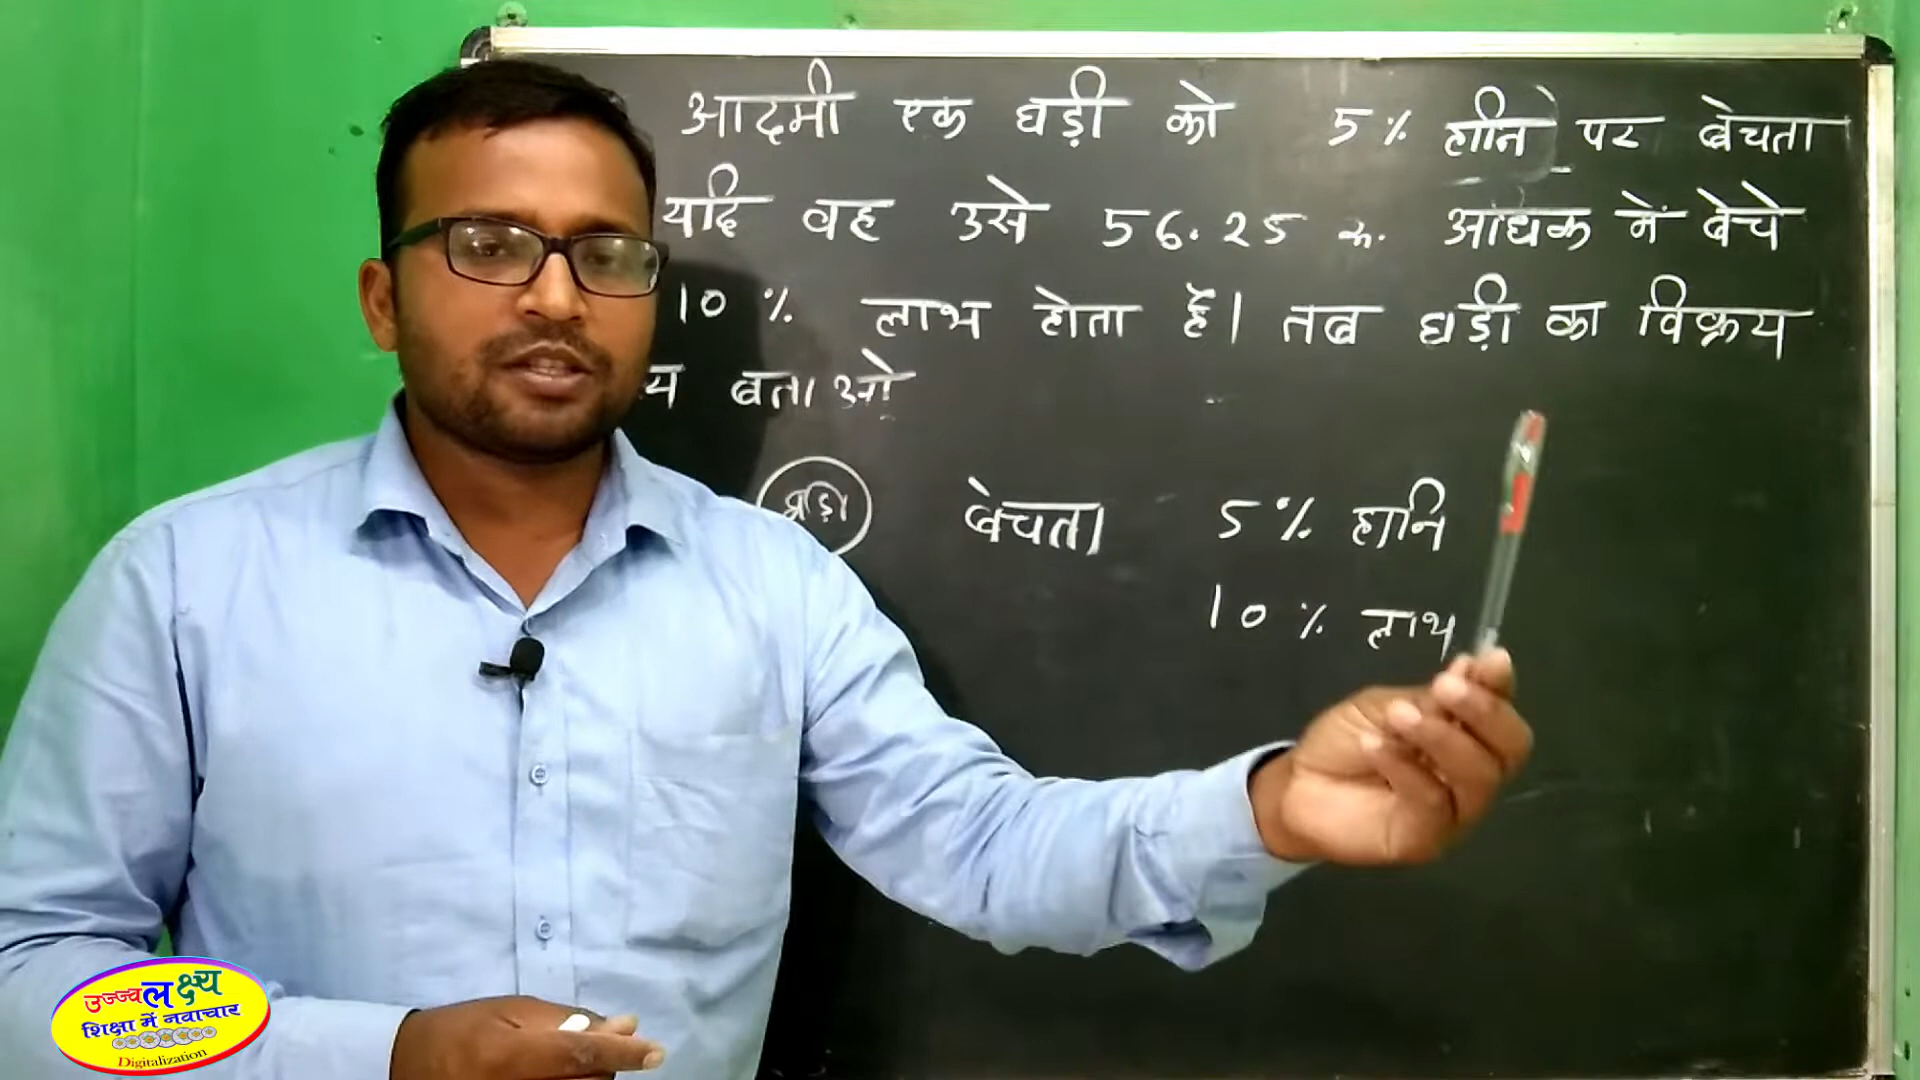 आदमी एक घड़ी को 5% हानि पर बेचता
यदि वह उसे 56.25 रू. अधिक में बेचे
10 % लाभ होता है। तब घड़ी का विक्रय
य बताओ
घड़ी बेचता 5% हानि
10 % लाभ
उज्ज्व लक्ष्य
शिक्षा में नवाचार
Digitalization